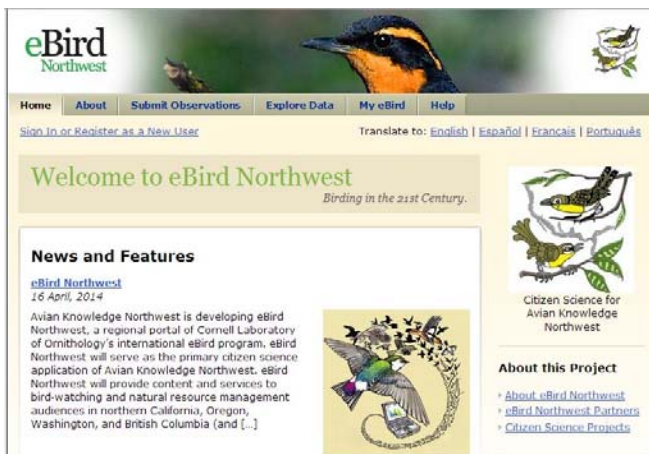 eBird
Northwest
Home About Submit Observations Explore Data My eBird Help
Sign In or Register as a New User
Translate to: English | Español | Français | Português
Welcome to eBird Northwest
Birding in the 21st Century.
News and Features
eBird Northwest
16 April, 2014
Avian Knowledge Northwest is developing eBird
Northwest, a regional portal of Cornell Laboratory
of Ornithology's international eBird program. eBird
Northwest will serve as the primary citizen science
application of Avian Knowledge Northwest. eBird
Northwest will provide content and services to
bird-watching and natural resource management
audiences in northern California, Oregon,
Washington, and British Columbia (and [...]
Citizen Science for
Avian Knowledge
Northwest
About this Project
About eBird Northwest
eBird Northwest Partners
Citizen Science Projects